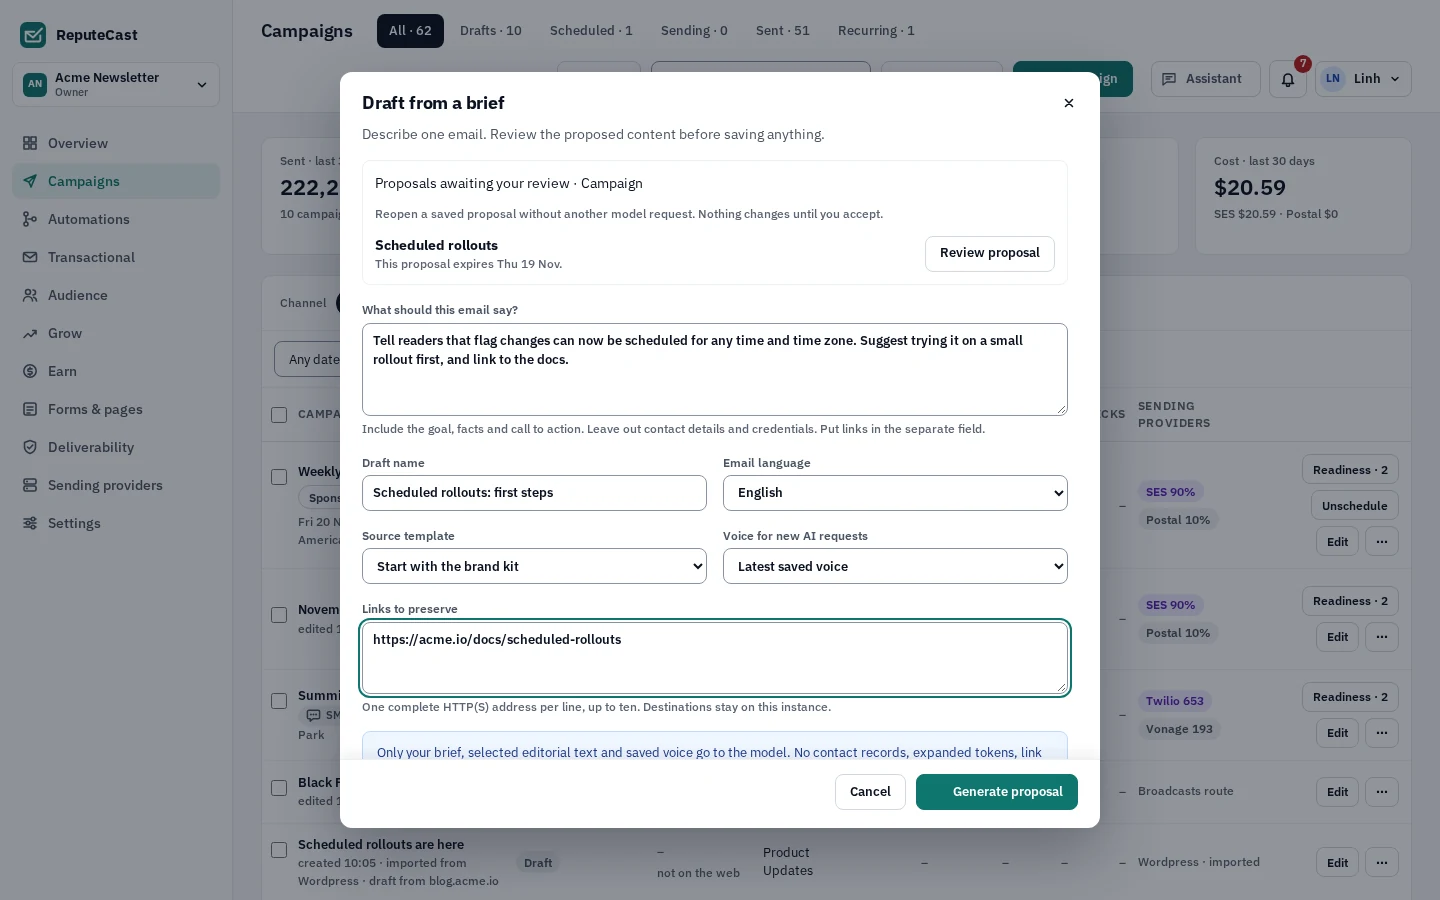 ReputeCast
AN
Acme Newsletter
Owner
Overview
Campaigns
Automations
Transactional
Audience
Grow
Earn
Forms & pages
Deliverability
Sending providers
Settings
Campaigns
All · 62
Drafts · 10
Scheduled · 1
Sending · 0
Sent · 51
Recurring · 1
Assistant
7
LN
Linh
Sent · last
222,2
Cost · last 30 days
$20.59
SES $20.59 · Postal $0
Channel
Any date
Draft from a brief
Describe one email. Review the proposed content before saving anything.
Proposals awaiting your review · Campaign
Reopen a saved proposal without another model request. Nothing changes until you accept.
Scheduled rollouts
This proposal expires Thu 19 Nov.
Review proposal
What should this email say?
Tell readers that flag changes can now be scheduled for any time and time zone. Suggest trying it on a small
rollout first, and link to the docs.
Include the goal, facts and call to action. Leave out contact details and credentials. Put links in the separate field.
Draft name
Scheduled rollouts: first steps
Email language
English
Source template
Start with the brand kit
Voice for new AI requests
Latest saved voice
Links to preserve
https://acme.io/docs/scheduled-rollouts
One complete HTTP(S) address per line, up to ten. Destinations stay on this instance.
Only your brief, selected editorial text and saved voice go to the model. No contact records, expanded tokens, link
Cancel
Generate proposal
SENDING
PROVIDERS
Weekly
Fri 20
SES 90%
Postal 10%
Readiness · 2
Unschedule
Edit
···
edited
SES 90%
Postal 10%
Readiness · 2
Edit
···
Park
Twilio 653
Vonage 193
Readiness · 2
Edit
···
Black
edited
–
Broadcasts route
Edit
···
Scheduled rollouts are here
created 10:05 · imported from
Wordpress · draft from blog.acme.io
Draft
–
not on the web
Product
Updates
–
–
–
–
Wordpress · imported
Edit
···